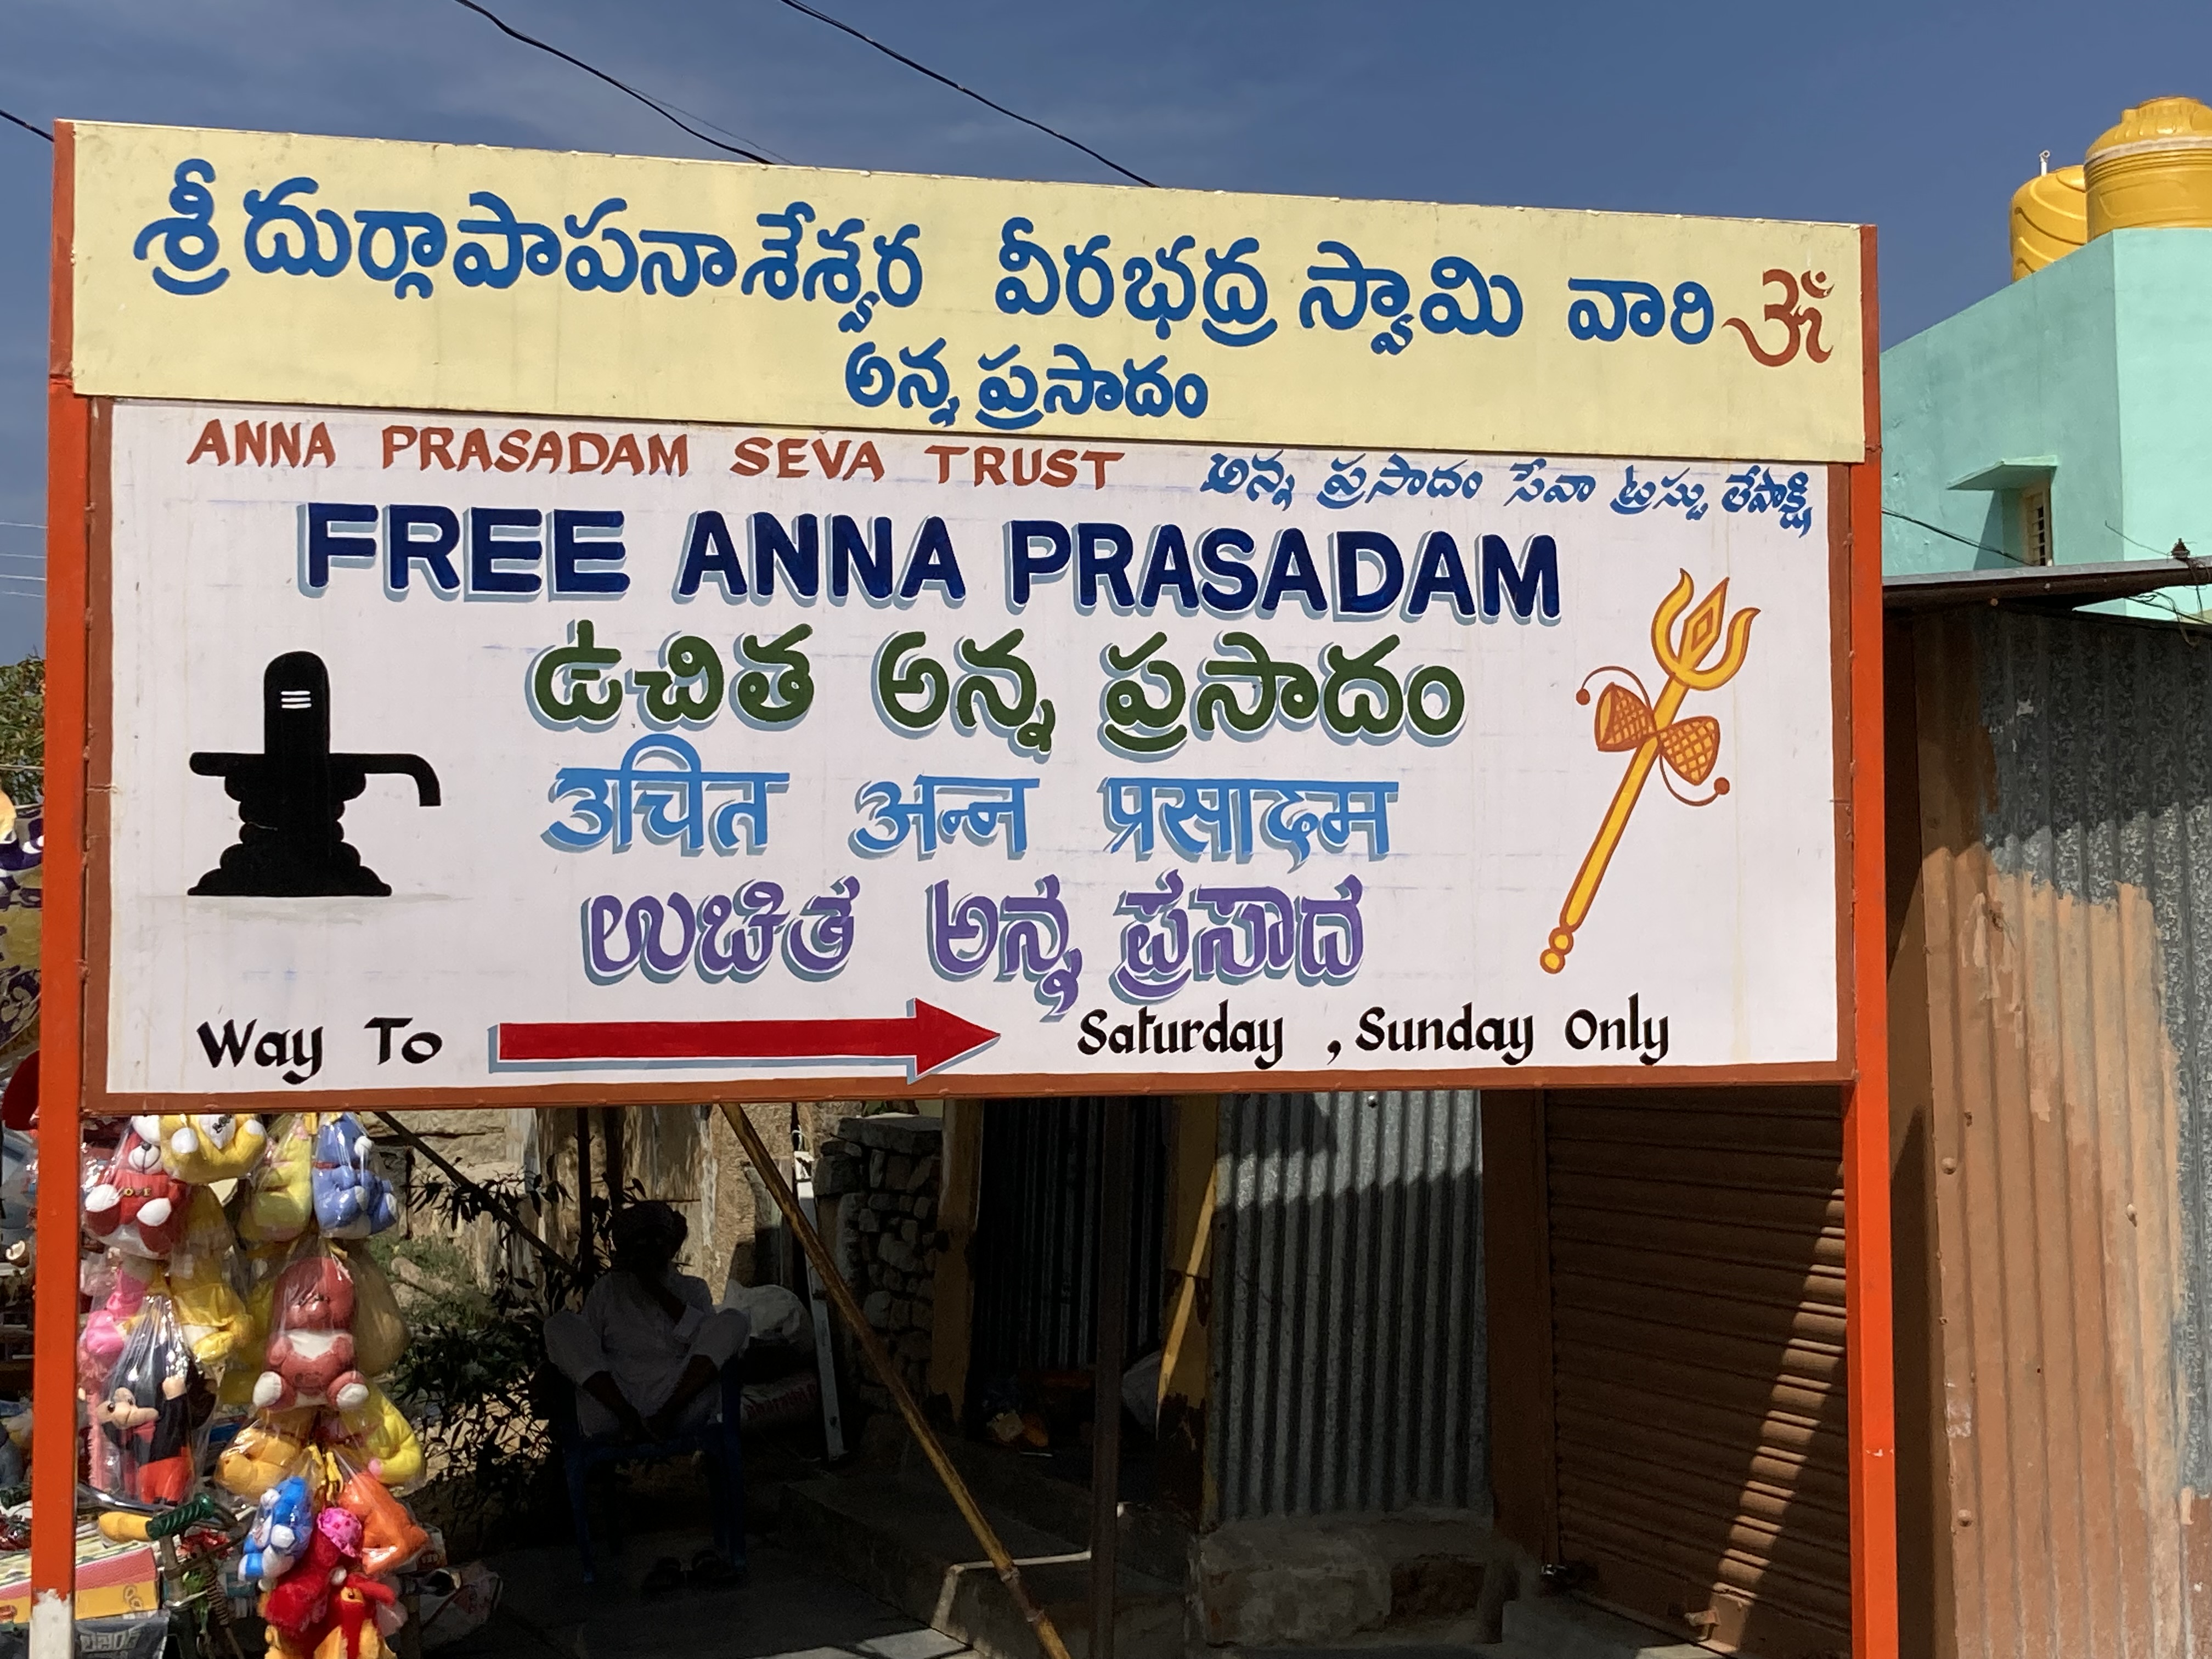 శ్రీ దుర్గాపాపనాశేశ్వర వీరభద్ర స్వామి వారి ॐ
అన్న ప్రసాదం
ANNA PRASADAM SEVA TRUST అన్న ప్రసాదం సేవా ట్రస్టు లేపాక్షి
FREE ANNA PRASADAM
ఉచిత అన్న ప్రసాదం
उचित अन्न प्रसादम
ಉಚಿತ ಅನ್ನ ಪ್ರಸಾದ
Way To Saturday , Sunday Only